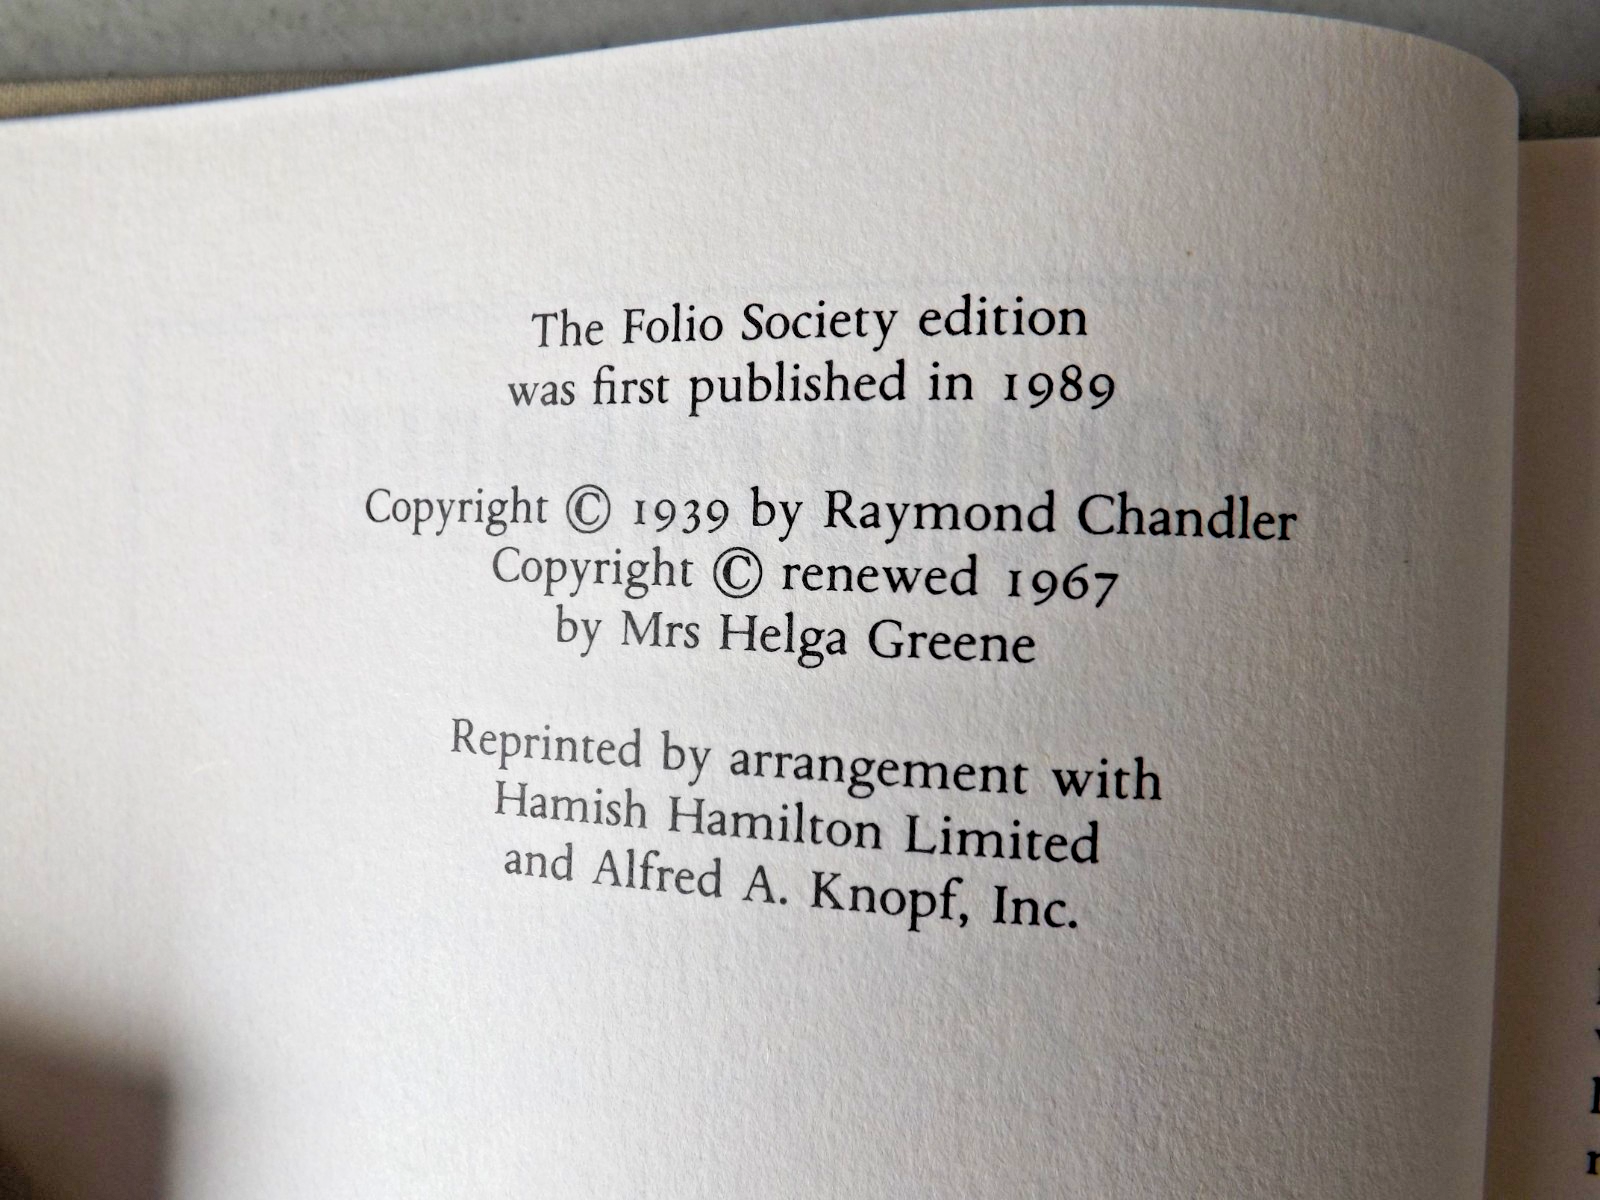 The Folio Society edition
was first published in 1989
Copyright © 1939 by Raymond Chandler
Copyright © renewed 1967
by Mrs Helga Greene
Reprinted by arrangement with
Hamish Hamilton Limited
and Alfred A. Knopf, Inc.